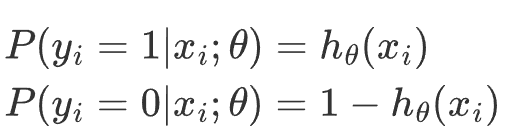 P(y_i = 1|x_i; θ) = h_θ(x_i)
P(y_i = 0|x_i; θ) = 1 − h_θ(x_i)